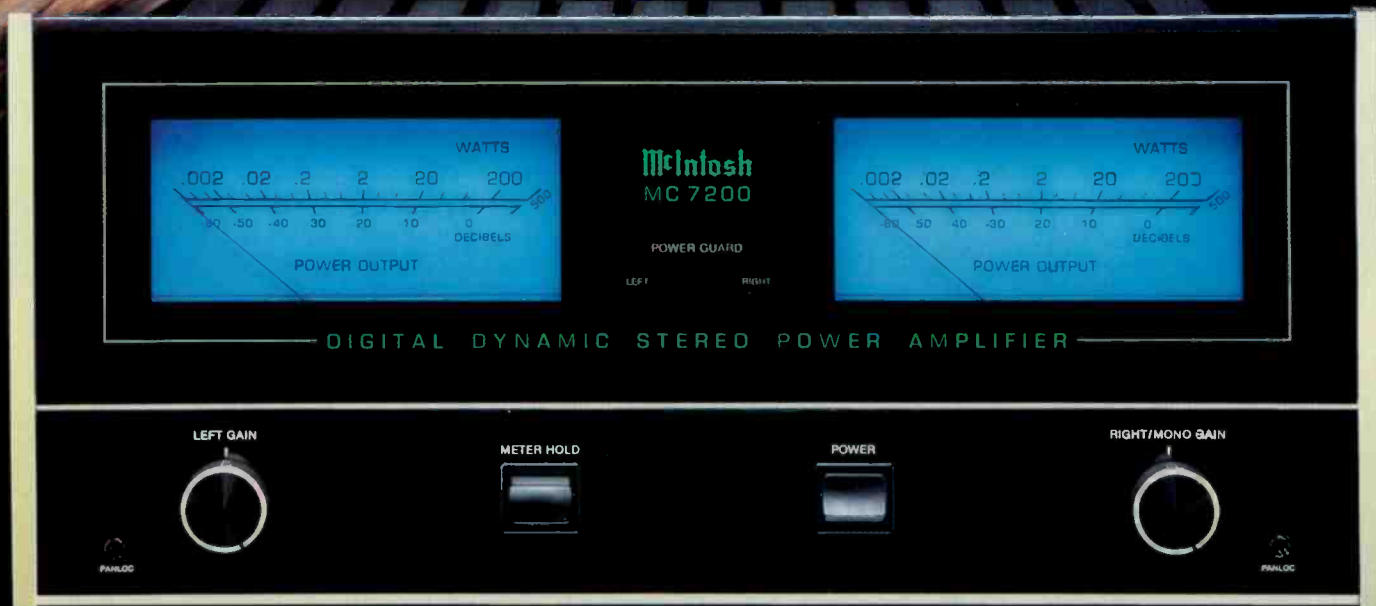 WATTS
.002 .02 .2 2 20 200
500
-60 -50 -40 -30 -20 -10 0
DECIBELS
POWER OUTPUT
McIntosh
MC 7200
POWER GUARD
LEFT RIGHT
WATTS
.002 .02 .2 2 20 200
500
-60 -50 -40 -30 -20 -10 0
DECIBELS
POWER OUTPUT
DIGITAL DYNAMIC STEREO POWER AMPLIFIER
LEFT GAIN
METER HOLD
POWER
RIGHT/MONO GAIN
PANLOC
PANLOC